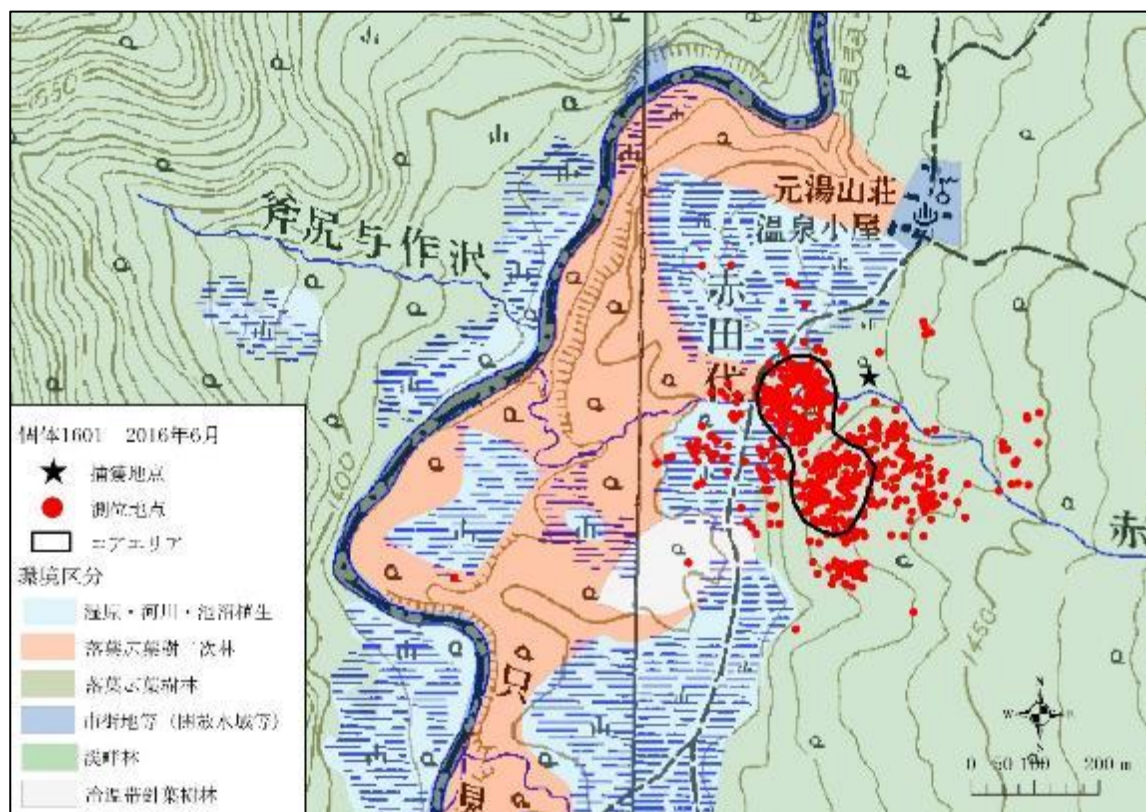 1550
斧尻与作沢
元湯山荘
温泉小屋
赤田代
1400
1450
赤
只
個体1601 2016年6月
捕獲地点
測位地点
コアエリア
環境区分
湿原・河川・池沼植生
落葉広葉樹二次林
落葉広葉樹林
市街地等（開放水域等）
渓畔林
冷温帯針葉樹林
W E
S
0 50 100 200 m